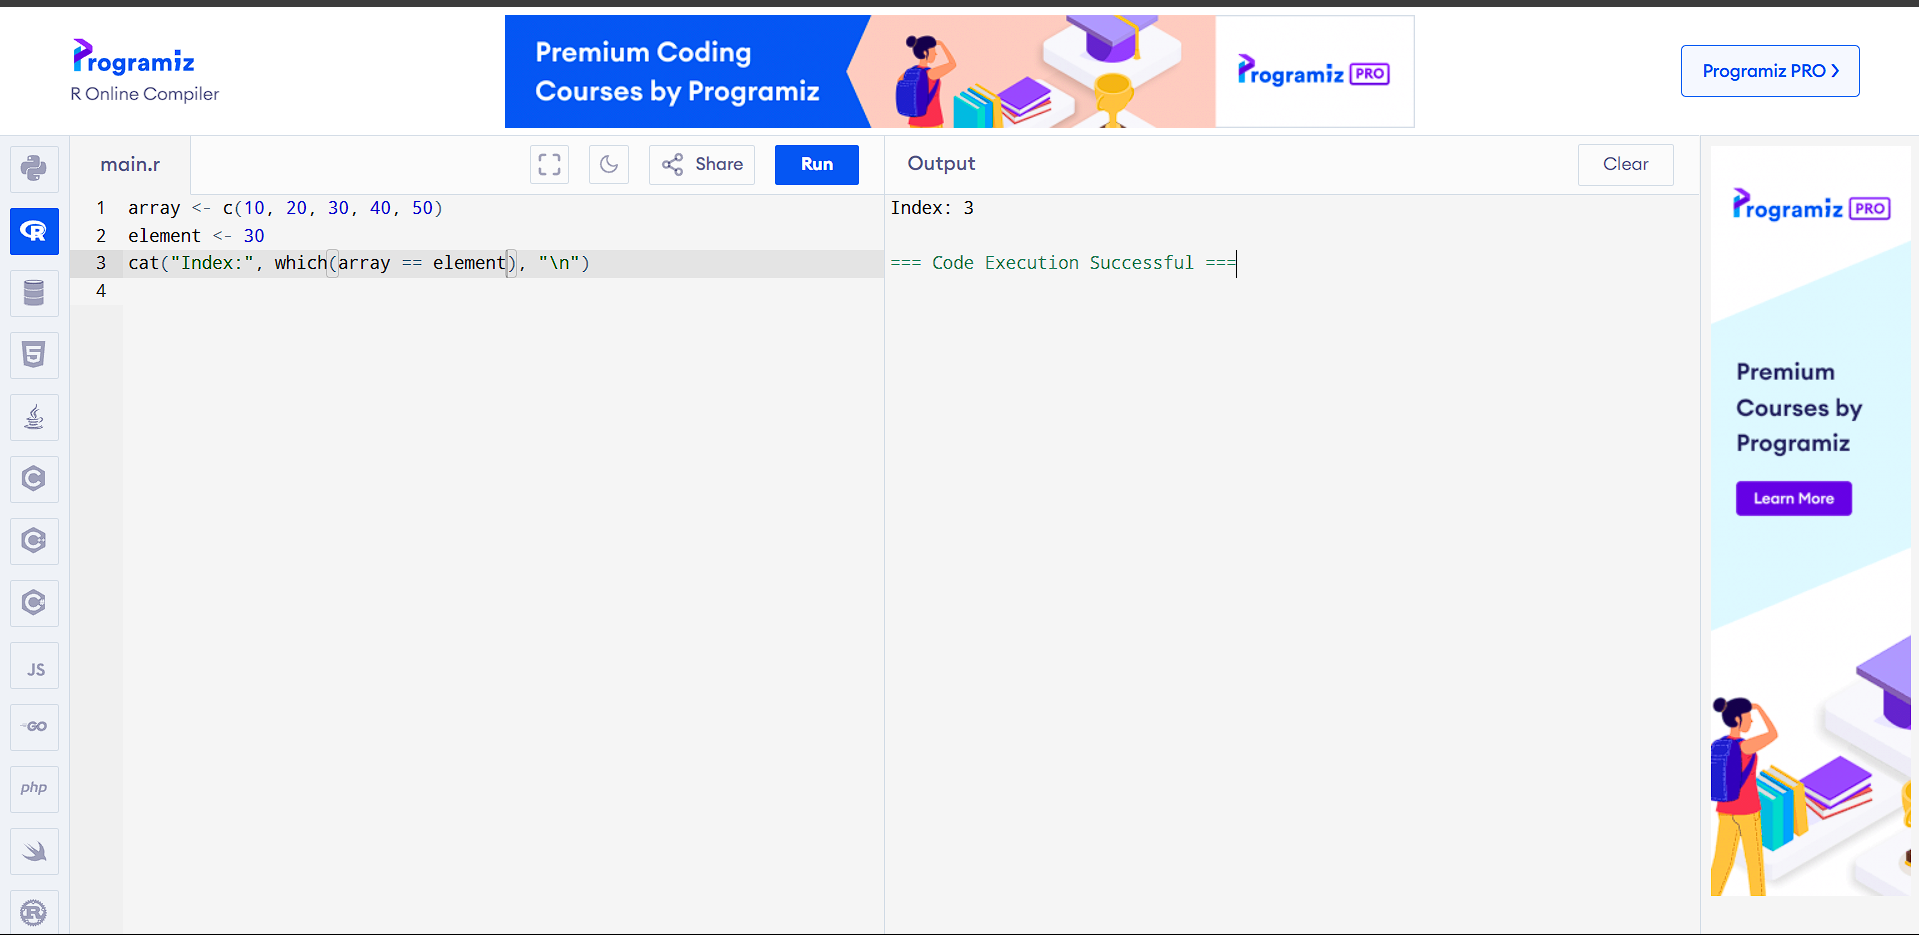 Programiz
R Online Compiler
Premium Coding
Courses by Programiz
Programiz PRO
Programiz PRO
main.r
Share
Run
Output
Clear
1 array <- c(10, 20, 30, 40, 50)
2 element <- 30
3 cat("Index:", which(array == element), "\n")
4
Index: 3
=== Code Execution Successful ===
JS
GO
php
Programiz PRO
Premium
Courses by
Programiz
Learn More